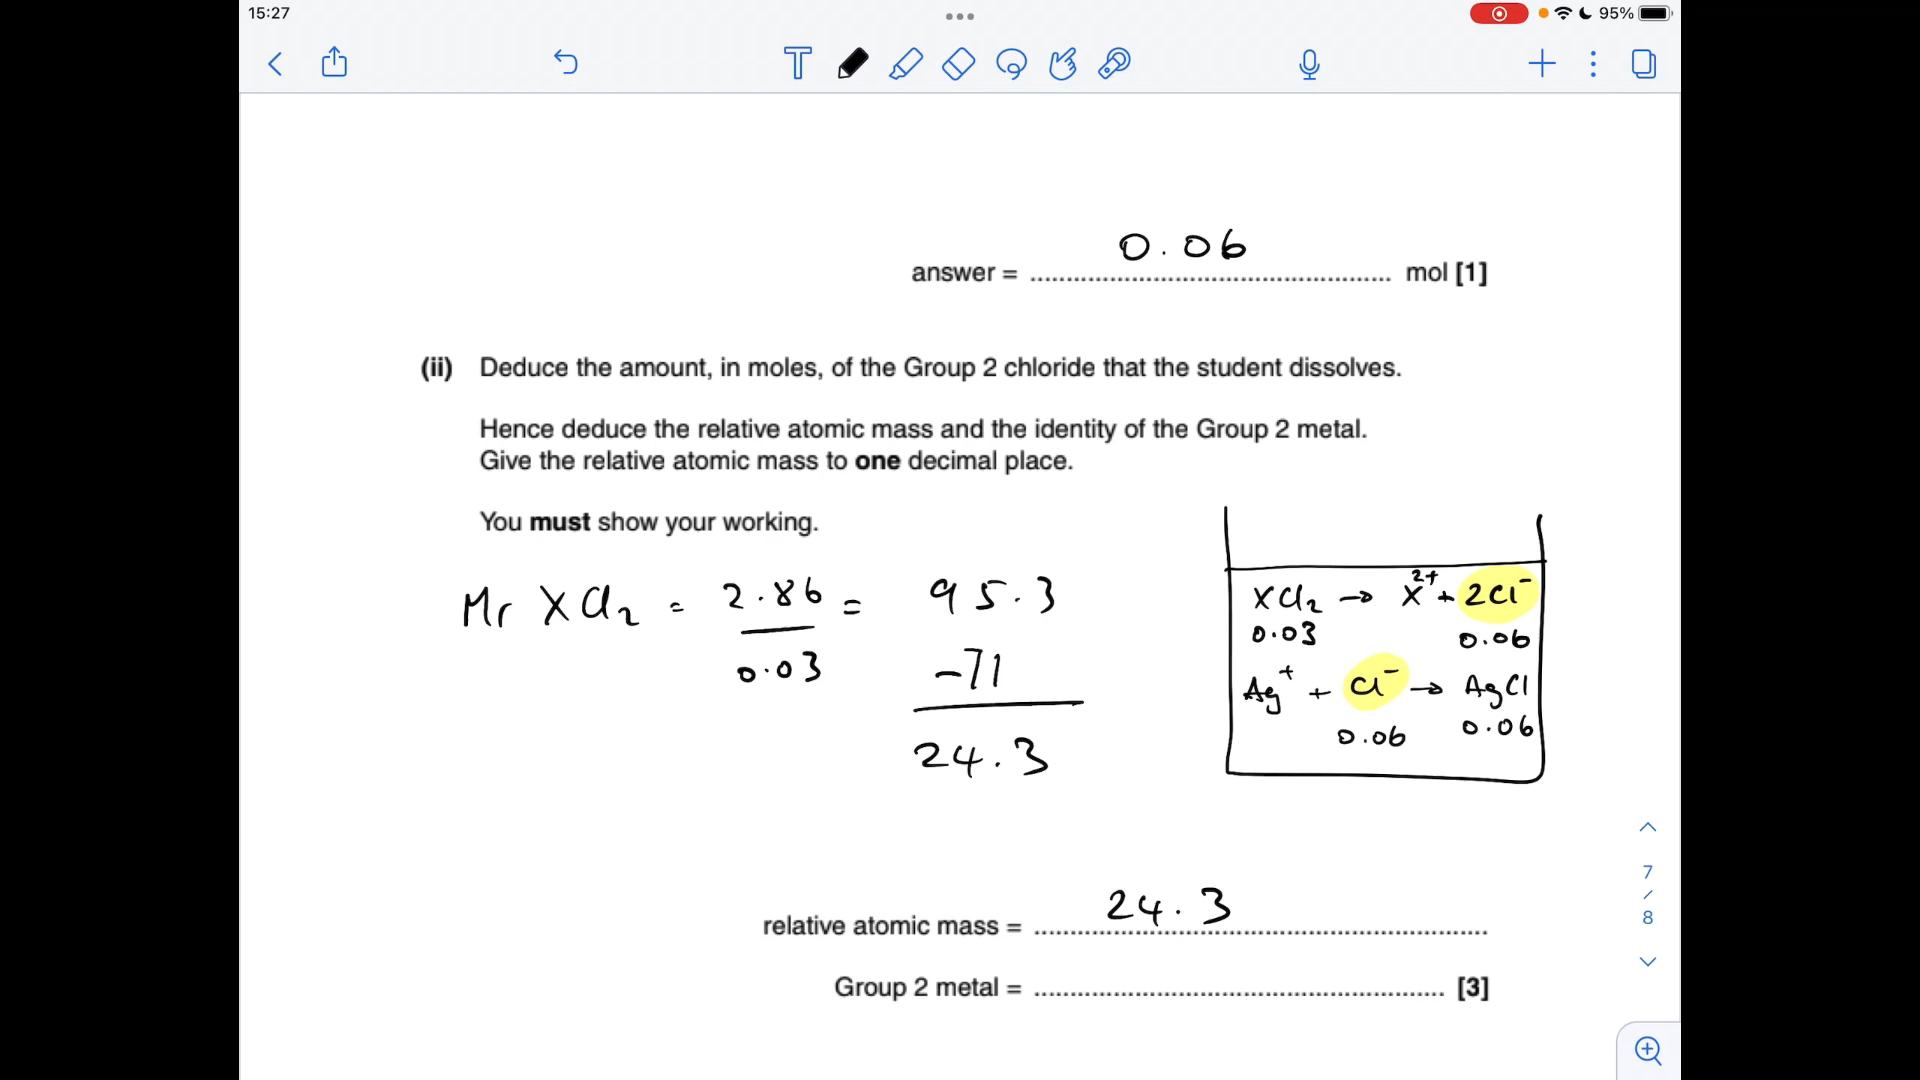 15:27
95%
0.06
answer = .................................................. mol [1]
(ii) Deduce the amount, in moles, of the Group 2 chloride that the student dissolves.
Hence deduce the relative atomic mass and the identity of the Group 2 metal.
Give the relative atomic mass to one decimal place.
You must show your working.
Mr XCl₂ = 2.86 = 95.3
0.03
-71
24.3
XCl₂ → X²⁺ + 2Cl⁻
0.03 0.06
Ag⁺ + Cl⁻ → AgCl
0.06 0.06
24.3
relative atomic mass = ...............................................................
Group 2 metal = ......................................................... [3]
7
/
8